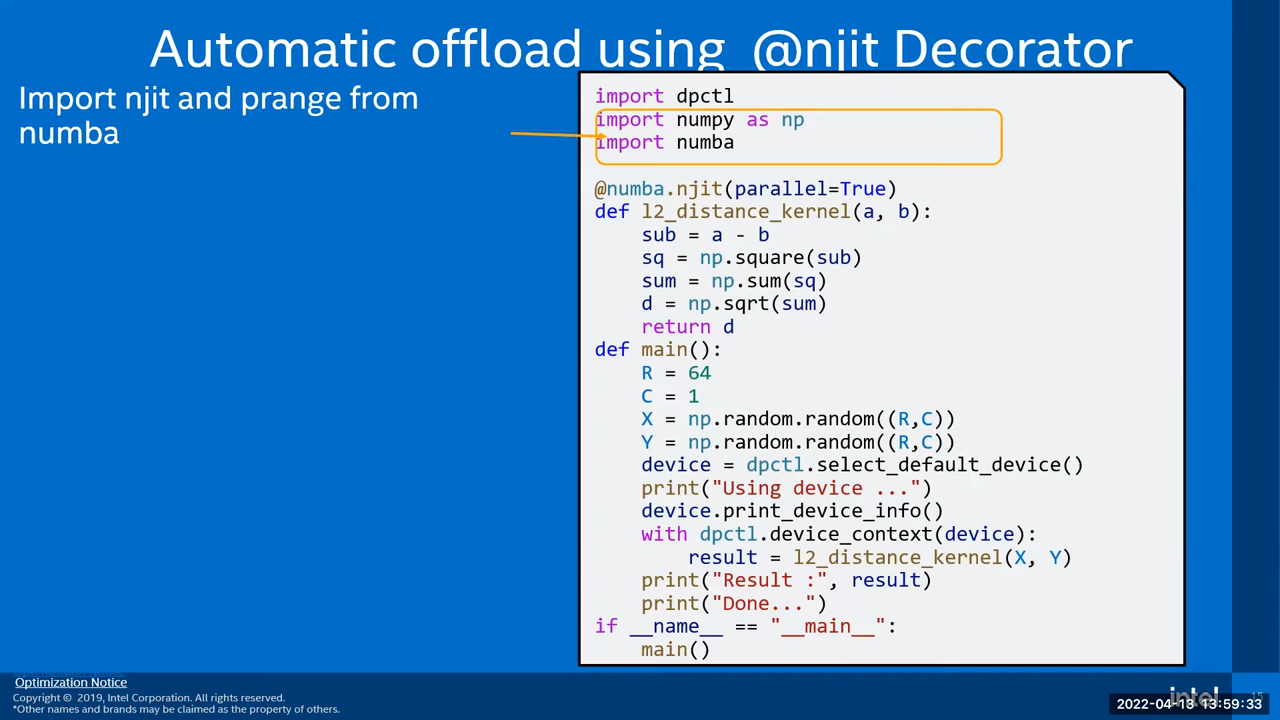 Automatic offload using @njit Decorator
Import njit and prange from
numba
import dpctl
import numpy as np
import numba
@numba.njit(parallel=True)
def l2_distance_kernel(a, b):
    sub = a - b
    sq = np.square(sub)
    sum = np.sum(sq)
    d = np.sqrt(sum)
    return d
def main():
    R = 64
    C = 1
    X = np.random.random((R,C))
    Y = np.random.random((R,C))
    device = dpctl.select_default_device()
    print("Using device ...")
    device.print_device_info()
    with dpctl.device_context(device):
        result = l2_distance_kernel(X, Y)
    print("Result :", result)
    print("Done...")
if __name__ == "__main__":
    main()
Optimization Notice
Copyright © 2019, Intel Corporation. All rights reserved.
*Other names and brands may be claimed as the property of others.
intel
15
2022-04-13 13:59:33